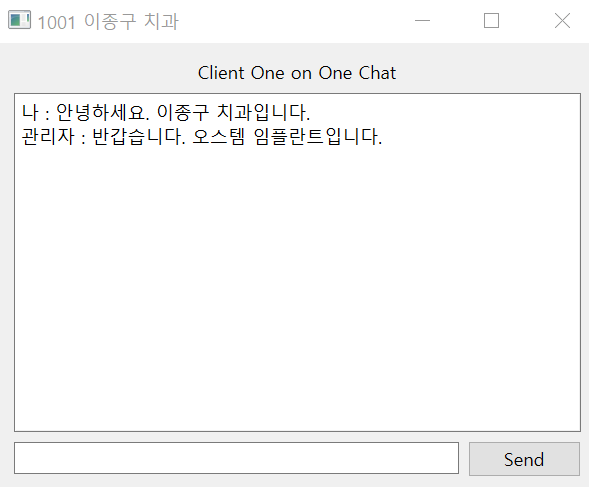 1001 이종구 치과
Client One on One Chat
나 : 안녕하세요. 이종구 치과입니다.
관리자 : 반갑습니다. 오스템 임플란트입니다.
Send